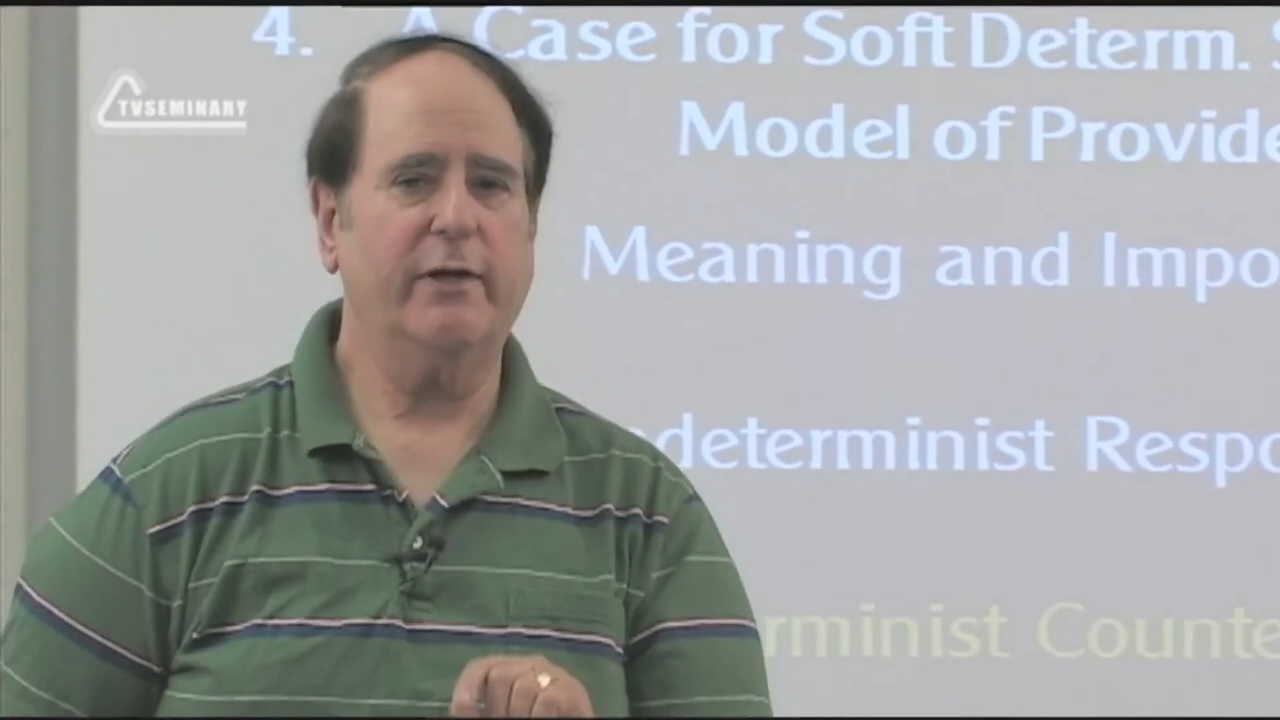 TVSEMINARY
4. A Case for Soft Determ. S
Model of Provide
Meaning and Impo
determinist Respo
rminist Counte